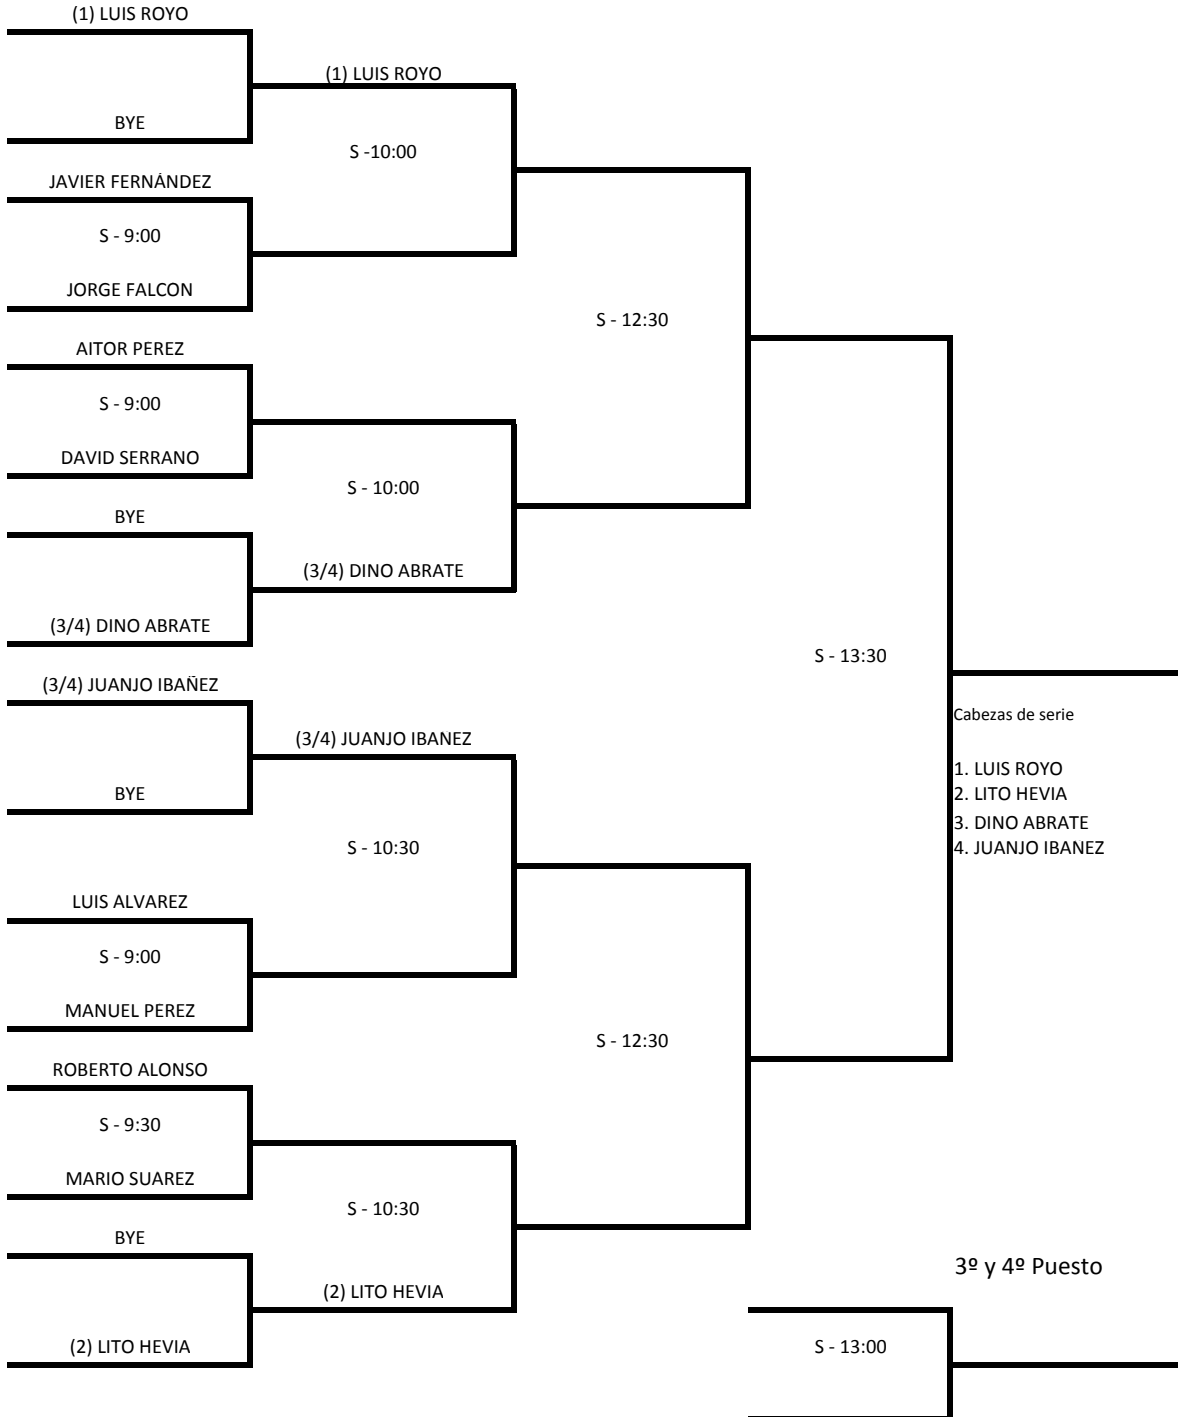 (1) LUIS ROYO
(1) LUIS ROYO
BYE
S -10:00
JAVIER FERNÁNDEZ
S - 9:00
JORGE FALCON
S - 12:30
AITOR PEREZ
S - 9:00
DAVID SERRANO
S - 10:00
BYE
(3/4) DINO ABRATE
(3/4) DINO ABRATE
S - 13:30
(3/4) JUANJO IBAÑEZ
Cabezas de serie
(3/4) JUANJO IBANEZ
1. LUIS ROYO
BYE
2. LITO HEVIA
3. DINO ABRATE
S - 10:30
4. JUANJO IBANEZ
LUIS ALVAREZ
S - 9:00
MANUEL PEREZ
S - 12:30
ROBERTO ALONSO
S - 9:30
MARIO SUAREZ
S - 10:30
BYE
3º y 4º Puesto
(2) LITO HEVIA
(2) LITO HEVIA
S - 13:00